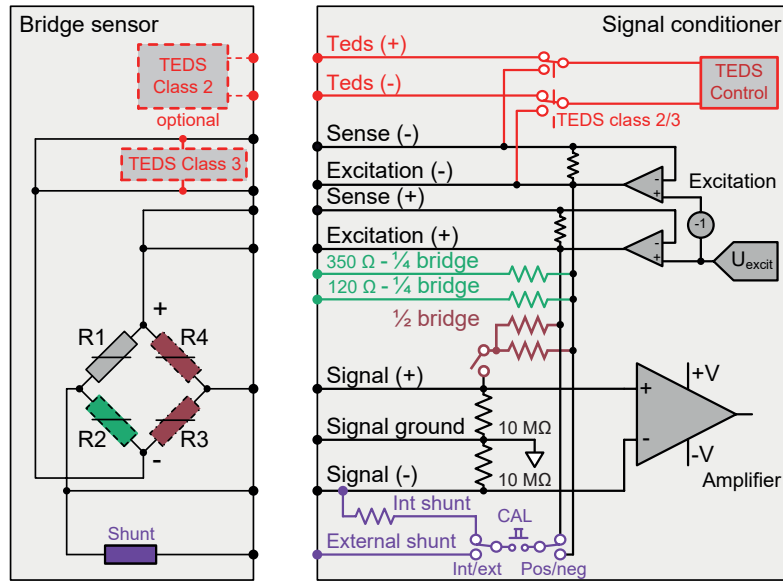 Bridge sensor
TEDS
Class 2
optional
TEDS Class 3
+
R1
R4
R2
R3
-
Shunt
Signal conditioner
Teds (+)
Teds (-)
TEDS
Control
TEDS class 2/3
Sense (-)
Excitation (-)
Sense (+)
Excitation (+)
Excitation
-
+
-1
-
+
Uexcit
350 Ω - ¼ bridge
120 Ω - ¼ bridge
½ bridge
Signal (+)
Signal ground
Signal (-)
10 MΩ
10 MΩ
+
-
+V
-V
Amplifier
Int shunt
External shunt
CAL
Int/ext
Pos/neg